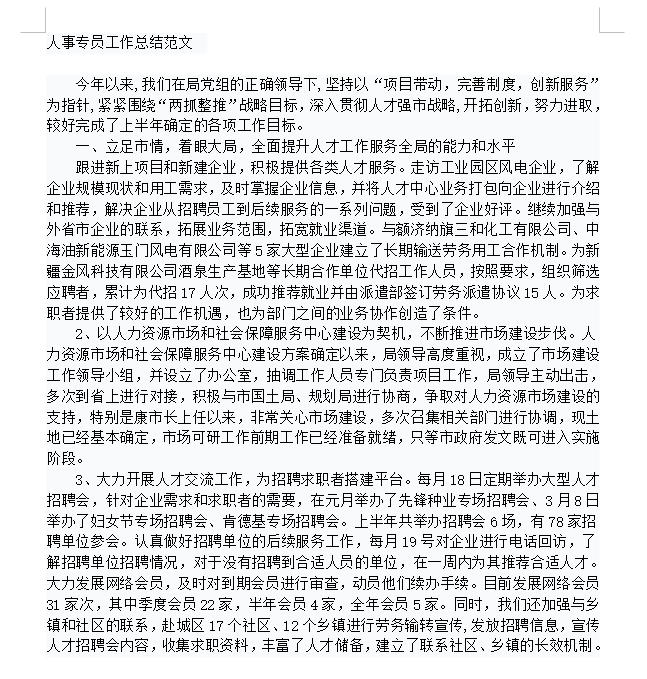 人事专员工作总结范文
今年以来,我们在局党组的正确领导下,坚持以“项目带动，完善制度，创新服务”
为指针,紧紧围绕“两抓整推”战略目标，深入贯彻人才强市战略,开拓创新，努力进取，
较好完成了上半年确定的各项工作目标。
一、立足市情，着眼大局，全面提升人才工作服务全局的能力和水平
跟进新上项目和新建企业，积极提供各类人才服务。走访工业园区风电企业，了解
企业规模现状和用工需求，及时掌握企业信息，并将人才中心业务打包向企业进行介绍
和推荐，解决企业从招聘员工到后续服务的一系列问题，受到了企业好评。继续加强与
外省市企业的联系，拓展业务范围，拓宽就业渠道。与额济纳旗三和化工有限公司、中
海油新能源玉门风电有限公司等 5 家大型企业建立了长期输送劳务用工合作机制。为新
疆金风科技有限公司酒泉生产基地等长期合作单位代招工作人员，按照要求，组织筛选
应聘者，累计为代招 17 人次，成功推荐就业并由派遣部签订劳务派遣协议 15 人。为求
职者提供了较好的工作机遇，也为部门之间的业务协作创造了条件。
2、以人力资源市场和社会保障服务中心建设为契机，不断推进市场建设步伐。人
力资源市场和社会保障服务中心建设方案确定以来，局领导高度重视，成立了市场建设
工作领导小组，并设立了办公室，抽调工作人员专门负责项目工作，局领导主动出击，
多次到省上进行对接，积极与市国土局、规划局进行协商，争取对人力资源市场建设的
支持，特别是康市长上任以来，非常关心市场建设，多次召集相关部门进行协调，现土
地已经基本确定，市场可研工作前期工作已经准备就绪，只等市政府发文既可进入实施
阶段。
3、大力开展人才交流工作，为招聘求职者搭建平台。每月 18 日定期举办大型人才
招聘会，针对企业需求和求职者的需要，在元月举办了先锋种业专场招聘会、3 月 8 日
举办了妇女节专场招聘会、肯德基专场招聘会。上半年共举办招聘会 6 场，有 78 家招
聘单位参会。认真做好招聘单位的后续服务工作，每月 19 号对企业进行电话回访，了
解招聘单位招聘情况，对于没有招聘到合适人员的单位，在一周内为其推荐合适人才。
大力发展网络会员，及时对到期会员进行审查，动员他们续办手续。目前发展网络会员
31 家次，其中季度会员 22 家，半年会员 4 家，全年会员 5 家。同时，我们还加强与乡
镇和社区的联系，赴城区 17 个社区、12 个乡镇进行劳务输转宣传,发放招聘信息，宣传
人才招聘会内容，收集求职资料，丰富了人才储备，建立了联系社区、乡镇的长效机制。